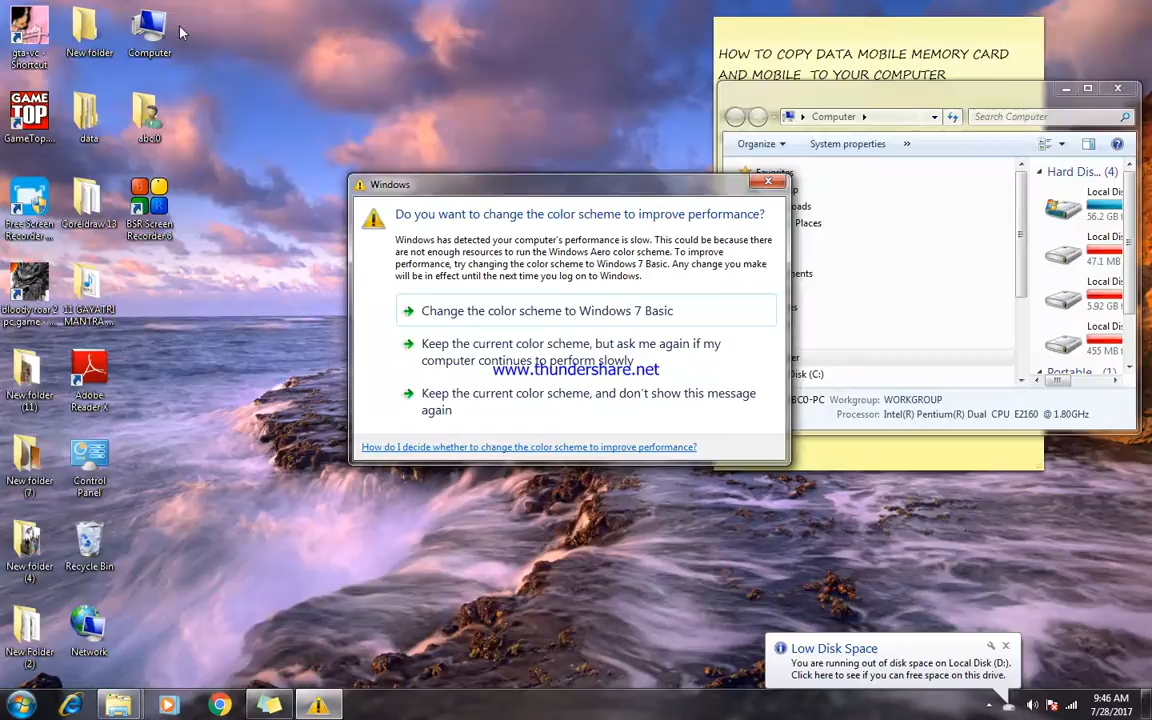 gta-vc -
Shortcut
New folder
Computer
GAME
TOP
GameTop....
data
Jbc0
Free Screen
Recorder ...
Coreldraw 13
BSR Screen
Recorder 6
bloody roar 2
pc game - ...
11 GAYATRI
MANTRA....
New folder
(11)
Adobe
Reader X
New folder
(7)
Control
Panel
New folder
(4)
Recycle Bin
New Folder
(2)
Network
HOW TO COPY DATA MOBILE MEMORY CARD
AND MOBILE TO YOUR COMPUTER
Computer
Search Computer
Organize
System properties
»
Favorites
Places
Hard Dis... (4)
Local Dis
56.2 GB f
Local Dis
47.1 MB
Local Dis
5.92 GB f
Local Dis
455 MB
Portable (1)
Disk (C:)
BC0-PC Workgroup: WORKGROUP
Processor: Intel(R) Pentium(R) Dual CPU E2160 @ 1.80GHz
Windows
Do you want to change the color scheme to improve performance?
Windows has detected your computer's performance is slow. This could be because there
are not enough resources to run the Windows Aero color scheme. To improve
performance, try changing the color scheme to Windows 7 Basic. Any change you make
will be in effect until the next time you log on to Windows.
Change the color scheme to Windows 7 Basic
Keep the current color scheme, but ask me again if my
computer continues to perform slowly
www.thundershare.net
Keep the current color scheme, and don't show this message
again
How do I decide whether to change the color scheme to improve performance?
Low Disk Space
You are running out of disk space on Local Disk (D:).
Click here to see if you can free space on this drive.
9:46 AM
7/28/2017